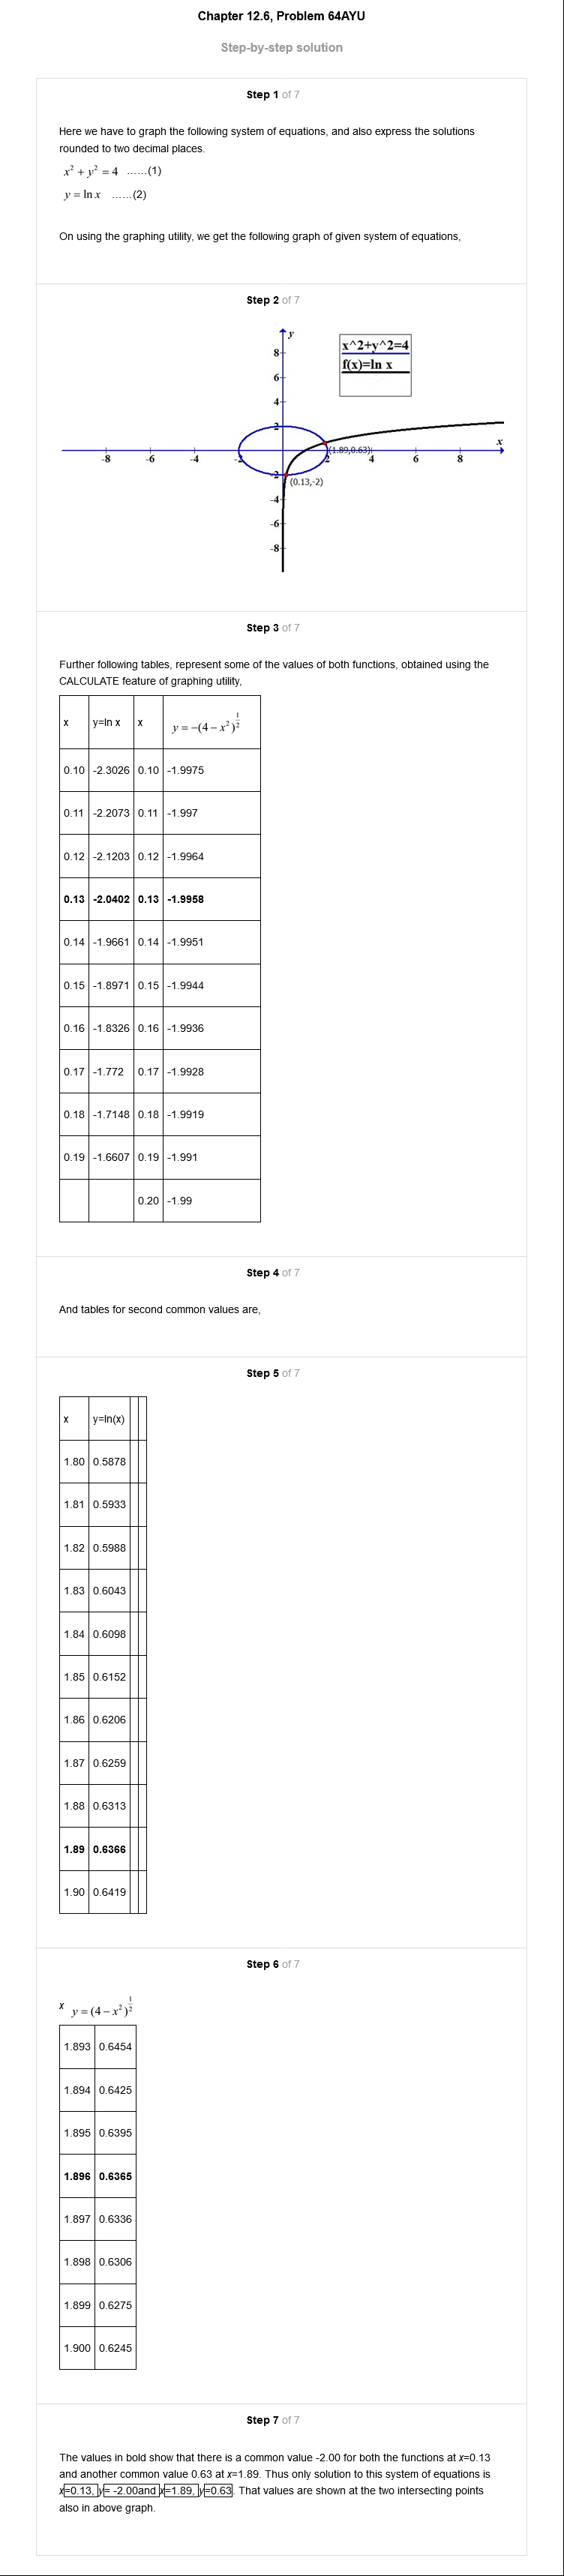 Chapter 12.6, Problem 64AYU
Step-by-step solution
Step 1 of 7
Here we have to graph the following system of equations, and also express the solutions
rounded to two decimal places.
x² + y² = 4 ......(1)
y = ln x ......(2)
On using the graphing utility, we get the following graph of given system of equations,
Step 2 of 7
y
x^2+y^2=4
f(x)=ln x
8
6
4
2
x
(1.89,0.63)
-8 -6 -4 -2 2 4 6 8
-2
(0.13,-2)
-4
-6
-8
Step 3 of 7
Further following tables, represent some of the values of both functions, obtained using the
CALCULATE feature of graphing utility,
x y=ln x x y = −(4 − x²)^1/2
0.10 -2.3026 0.10 -1.9975
0.11 -2.2073 0.11 -1.997
0.12 -2.1203 0.12 -1.9964
0.13 -2.0402 0.13 -1.9958
0.14 -1.9661 0.14 -1.9951
0.15 -1.8971 0.15 -1.9944
0.16 -1.8326 0.16 -1.9936
0.17 -1.772 0.17 -1.9928
0.18 -1.7148 0.18 -1.9919
0.19 -1.6607 0.19 -1.991
0.20 -1.99
Step 4 of 7
And tables for second common values are,
Step 5 of 7
x y=ln(x)
1.80 0.5878
1.81 0.5933
1.82 0.5988
1.83 0.6043
1.84 0.6098
1.85 0.6152
1.86 0.6206
1.87 0.6259
1.88 0.6313
1.89 0.6366
1.90 0.6419
Step 6 of 7
x y = (4 − x²)^1/2
1.893 0.6454
1.894 0.6425
1.895 0.6395
1.896 0.6365
1.897 0.6336
1.898 0.6306
1.899 0.6275
1.900 0.6245
Step 7 of 7
The values in bold show that there is a common value -2.00 for both the functions at x=0.13
and another common value 0.63 at x=1.89. Thus only solution to this system of equations is
x=0.13, y= -2.00and x=1.89, y=0.63. That values are shown at the two intersecting points
also in above graph.